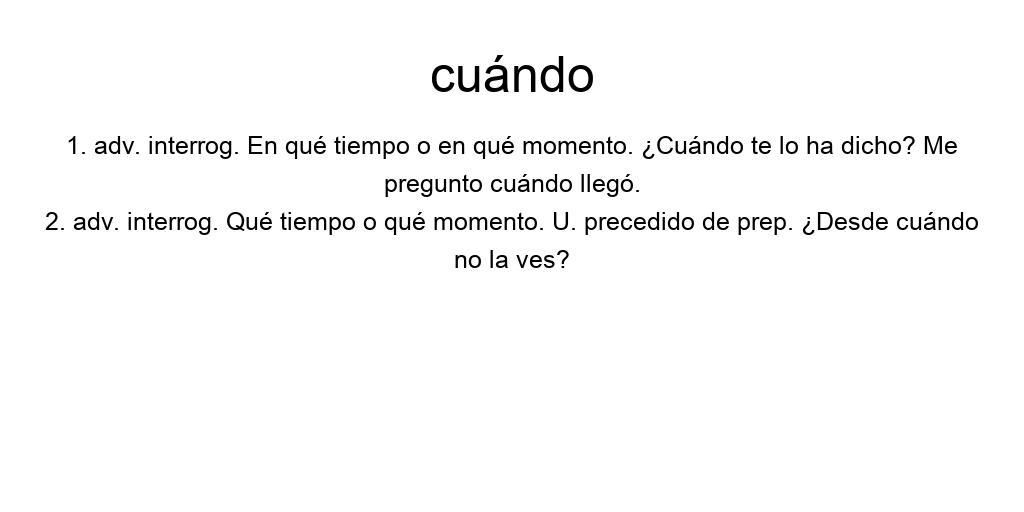 cuándo
1. adv. interrog. En qué tiempo o en qué momento. ¿Cuándo te lo ha dicho? Me
pregunto cuándo llegó.
2. adv. interrog. Qué tiempo o qué momento. U. precedido de prep. ¿Desde cuándo
no la ves?